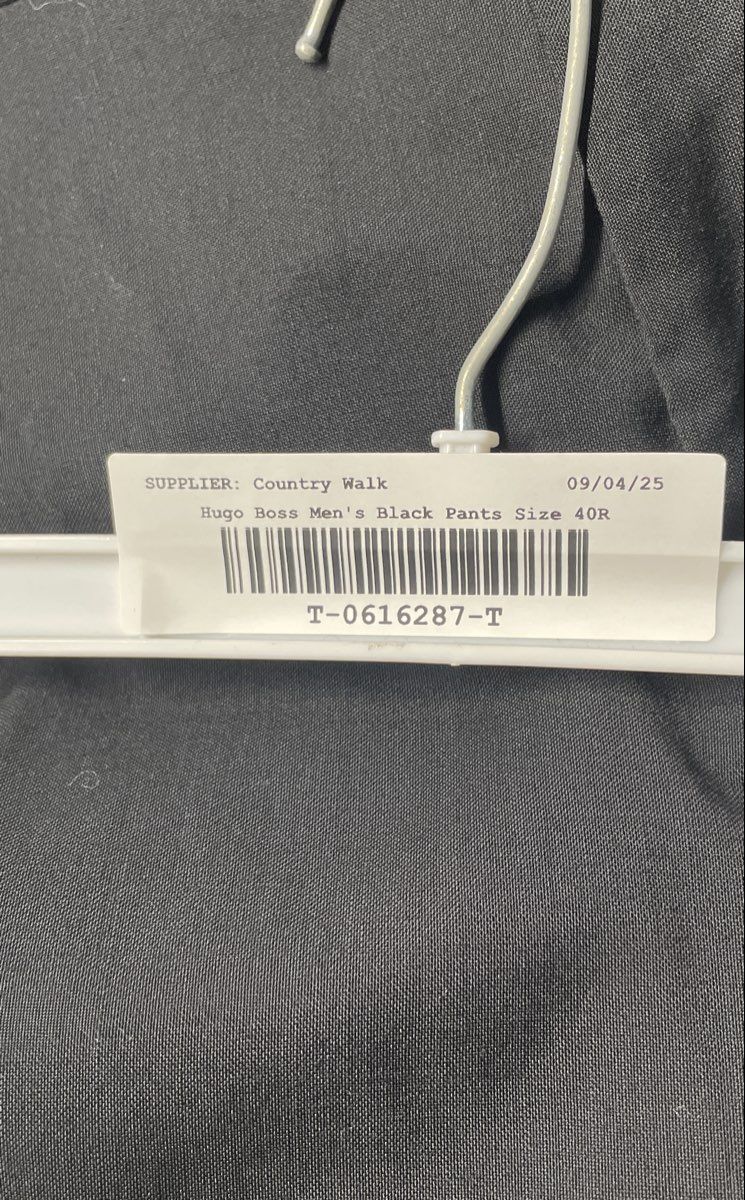 SUPPLIER: Country Walk 09/04/25
Hugo Boss Men's Black Pants Size 40R
T-0616287-T